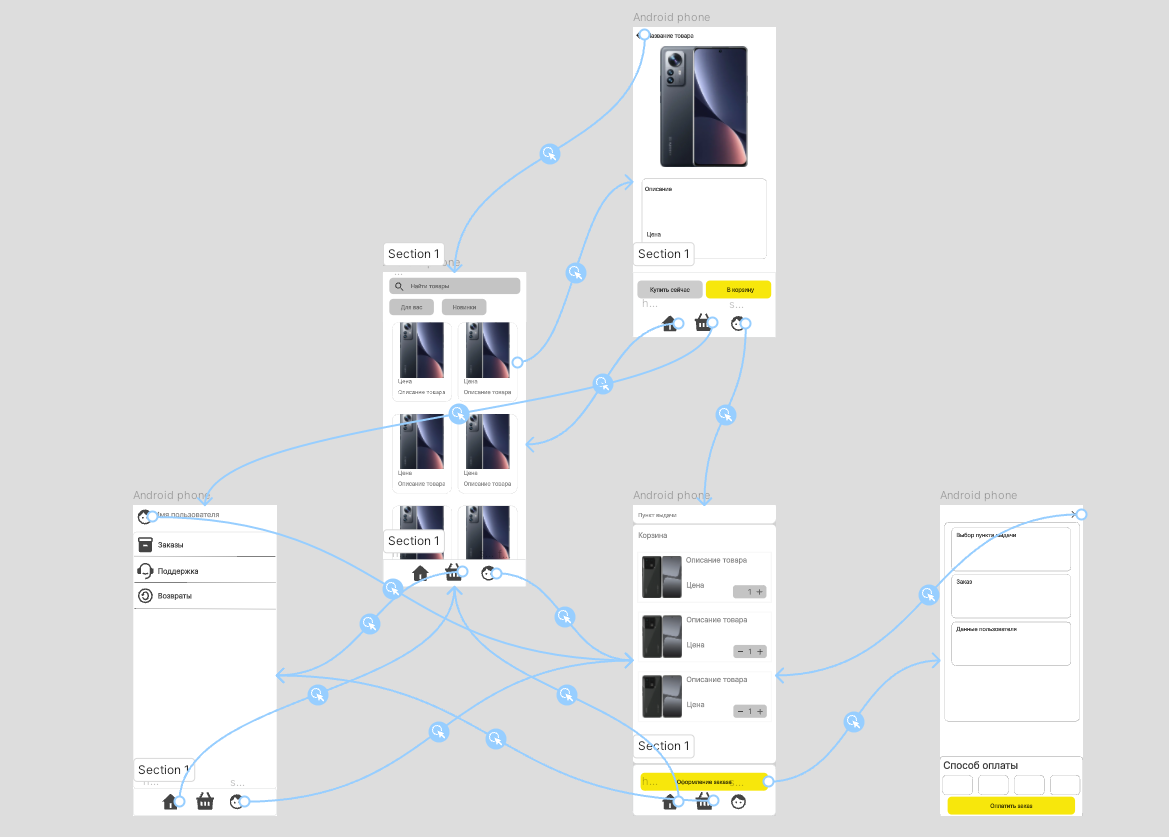 Android phone
Название товара
Описание
Цена
Section 1
Купить сейчас
В корзину
h...
s...
Section 1
Найти товары
Для вас
Новинки
Цена
Цена
Описание товара
Описание товара
Цена
Цена
Описание товара
Описание товара
Section 1
Android phone
Имя пользователя
Заказы
Поддержка
Возвраты
Section 1
s...
Android phone
Пункт выдачи
Корзина
Описание товара
Цена
1 +
Описание товара
Цена
− 1 +
Описание товара
Цена
− 1 +
Section 1
h...
Оформление заказа
s...
Android phone
Выбор пункта выдачи
Заказ
Данные пользователя
Способ оплаты
Оплатить заказ